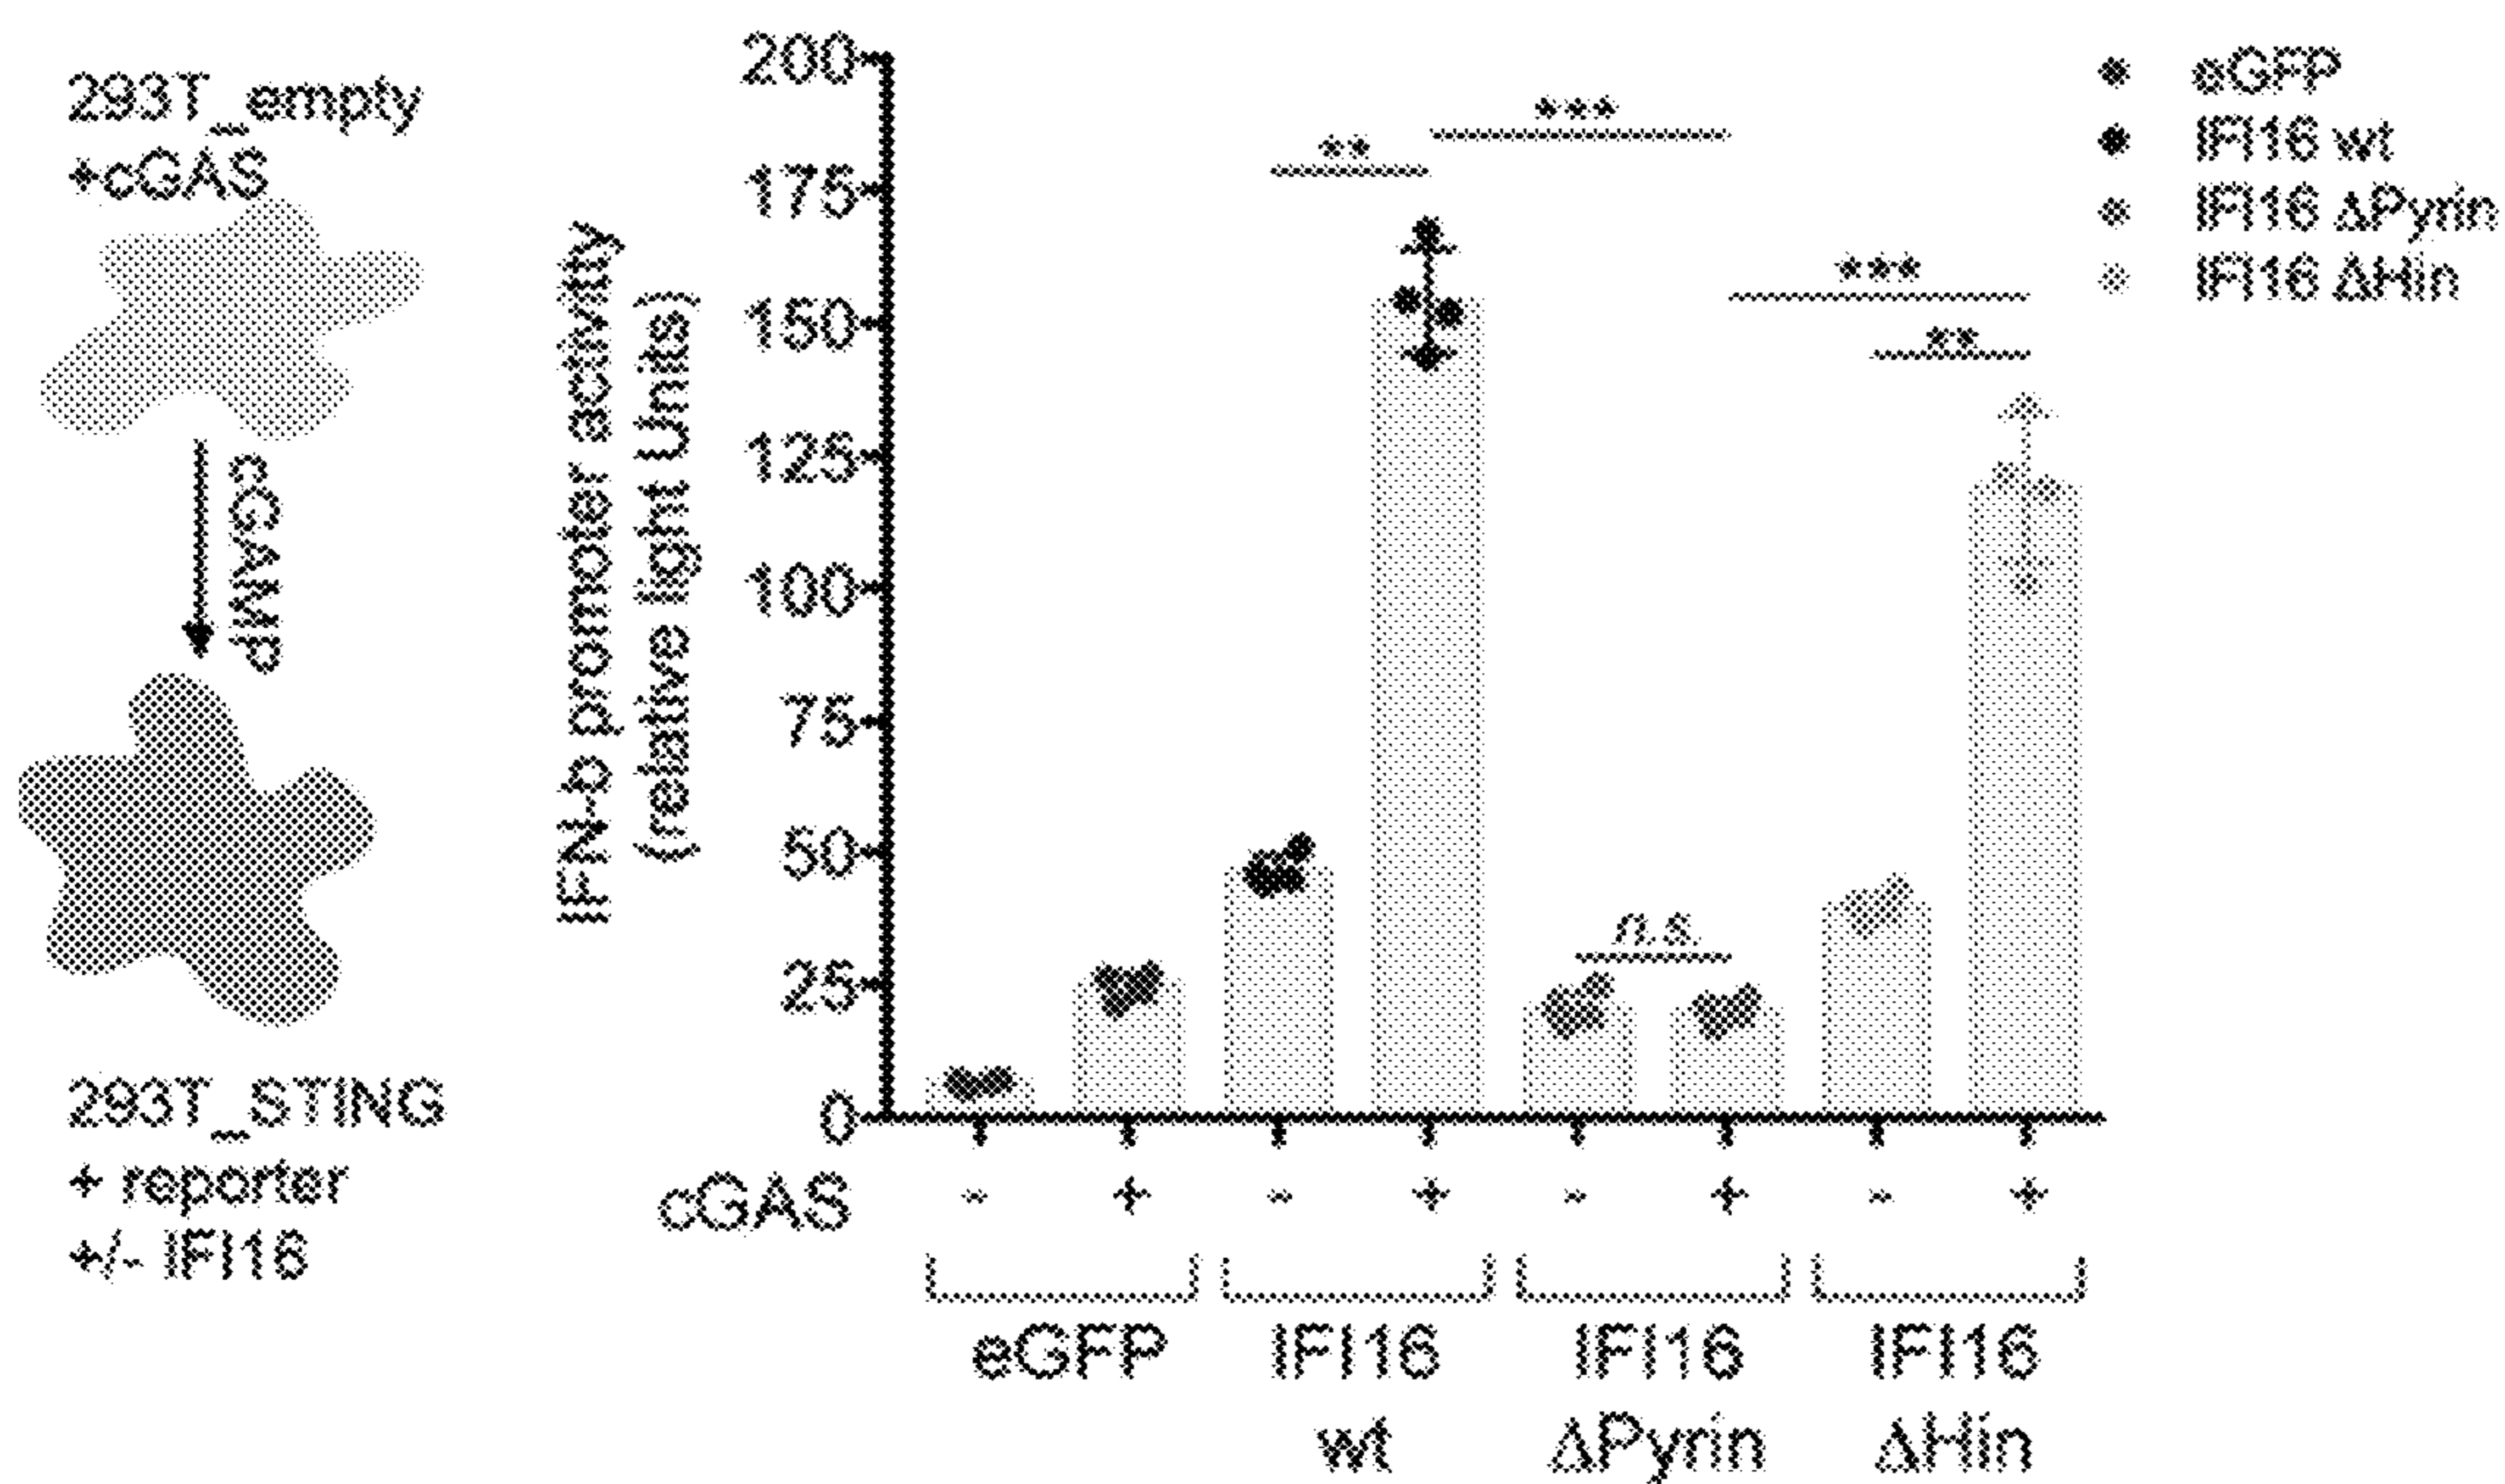 293T_empty
+cGAS
cGAMP
293T_STING
+ reporter
+/- IFI16
IFN-b promoter activity
(relative light Units)
200
175
150
125
100
75
50
25
0
**
***
n.s.
***
**
eGFP
IFI16 wt
IFI16 ΔPyrin
IFI16 ΔHin
cGAS - + - + - + - +
eGFP IFI16 IFI16 IFI16
wt ΔPyrin ΔHin